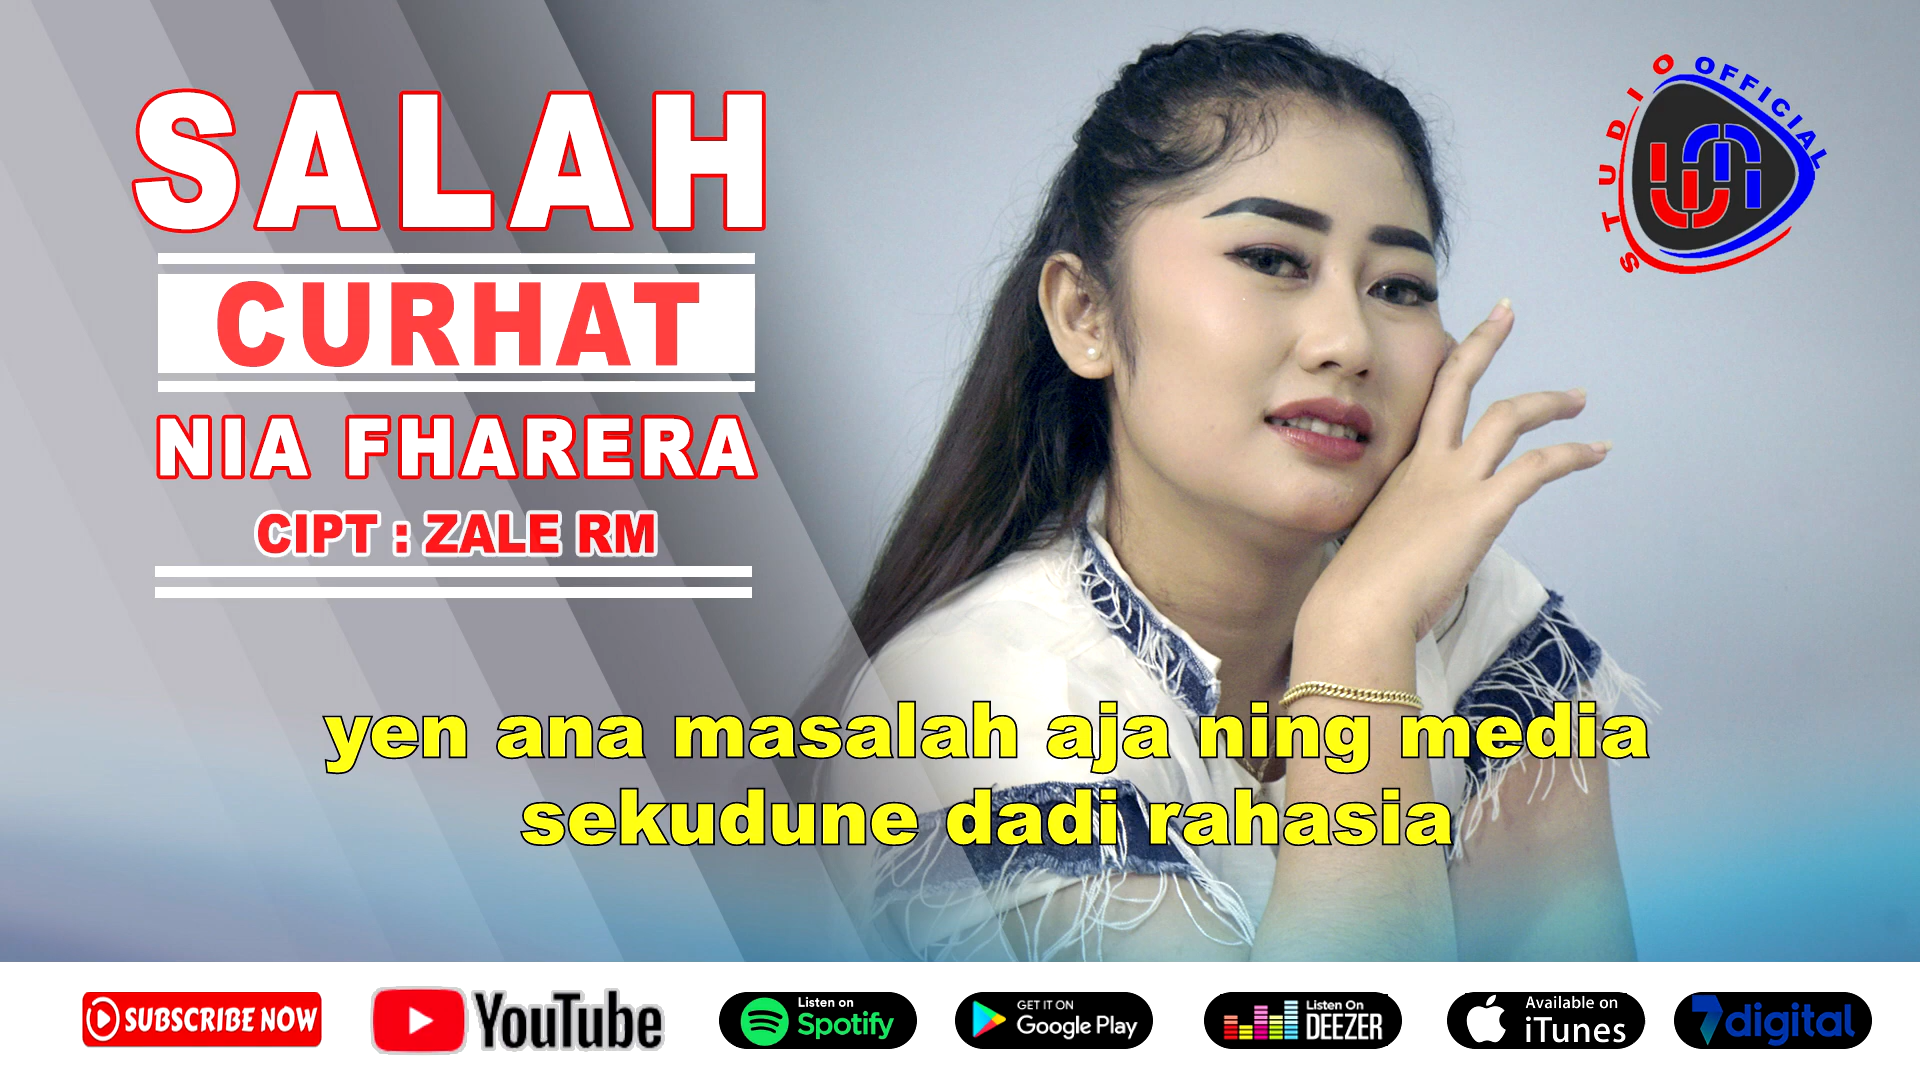 SALAH
CURHAT
NIA FHARERA
CIPT : ZALE RM
STUDIO OFFICIAL
yen ana masalah aja ning media
sekudune dadi rahasia
SUBSCRIBE NOW
YouTube
Listen on
Spotify
GET IT ON
Google Play
Listen On
DEEZER
Available on
iTunes
7digital